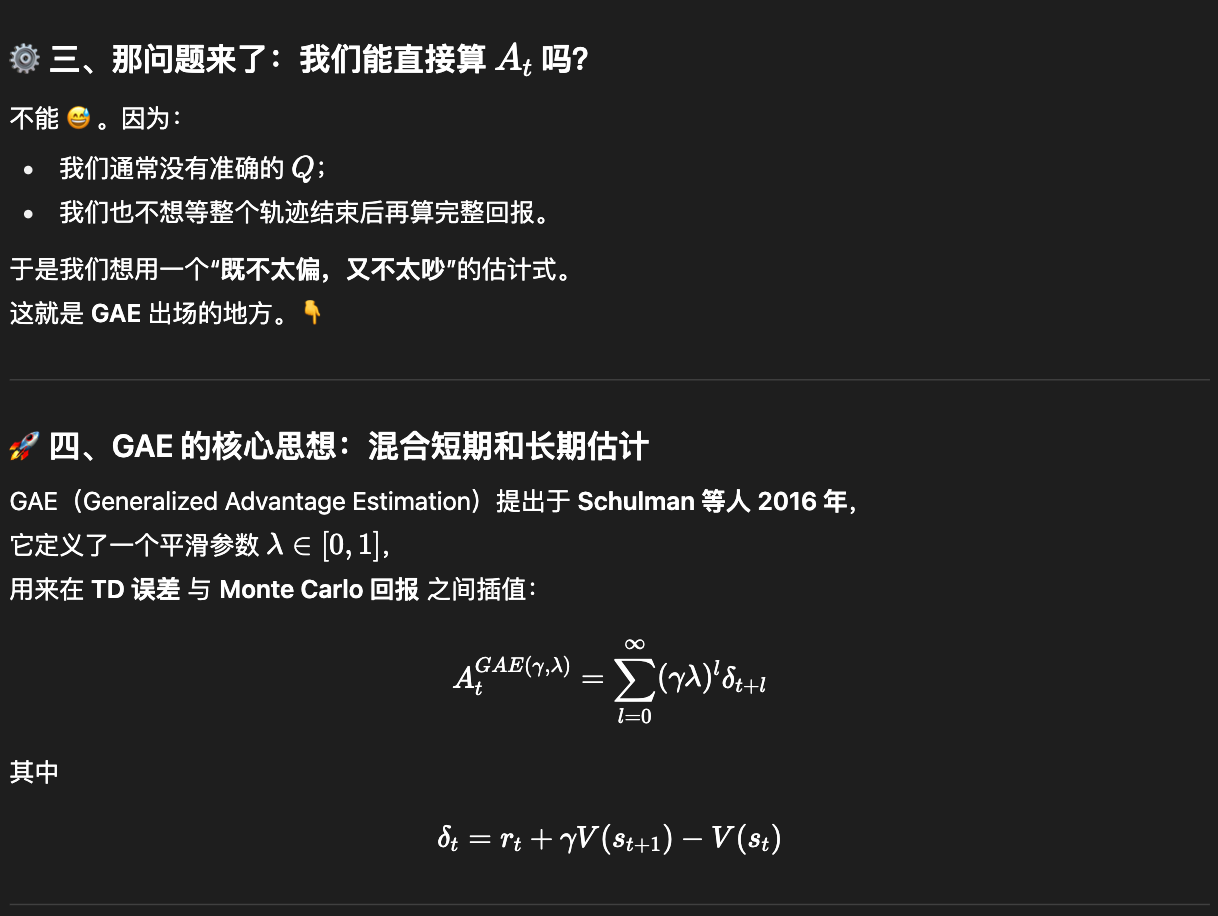 ⚙️ 三、那问题来了：我们能直接算 $A_t$ 吗？
不能 😅 。因为：
• 我们通常没有准确的 $Q$；
• 我们也不想等整个轨迹结束后再算完整回报。
于是我们想用一个“既不太偏，又不太吵”的估计式。
这就是 GAE 出场的地方。👇
🚀 四、GAE 的核心思想：混合短期和长期估计
GAE（Generalized Advantage Estimation）提出于 Schulman 等人 2016 年，
它定义了一个平滑参数 $\lambda \in [0, 1]$，
用来在 TD 误差 与 Monte Carlo 回报 之间插值：
$A_t^{GAE(\gamma,\lambda)} = \sum_{l=0}^{\infty} (\gamma\lambda)^l \delta_{t+l}$
其中
$\delta_t = r_t + \gamma V(s_{t+1}) - V(s_t)$